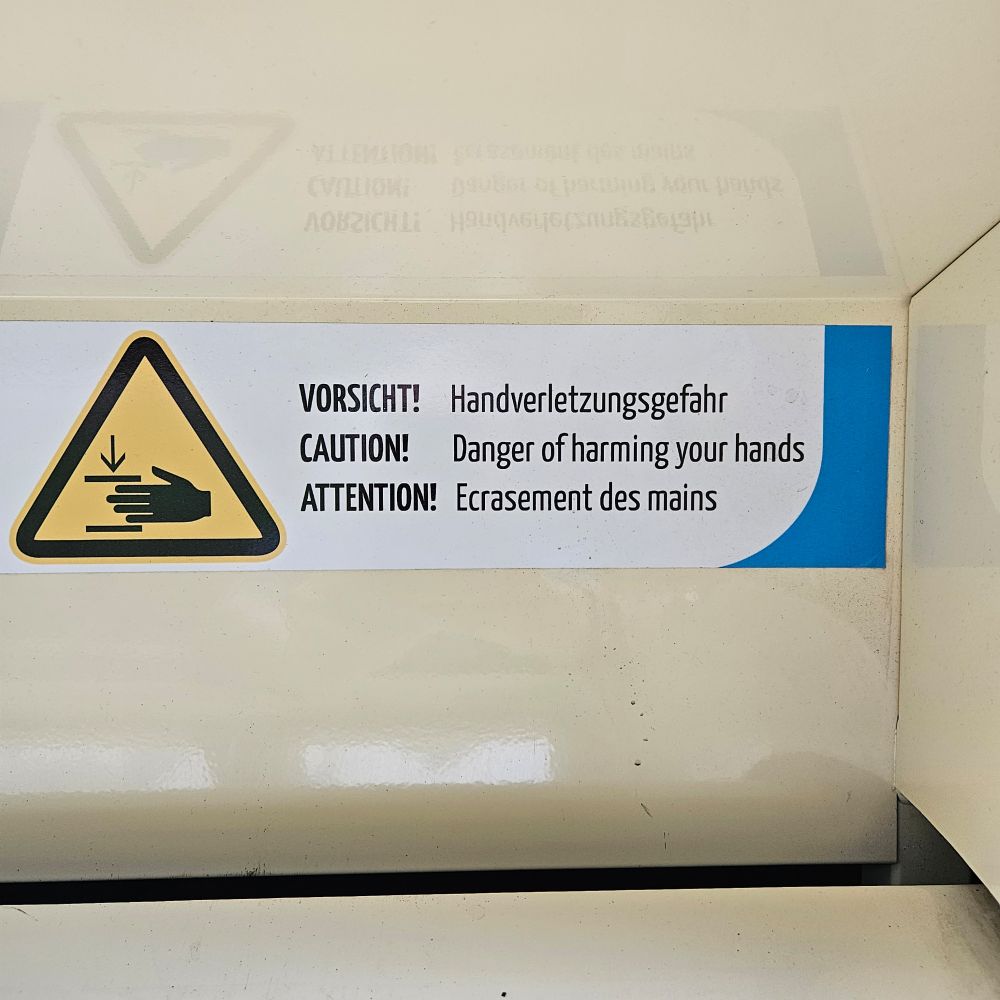 VORSICHT! Handverletzungsgefahr
CAUTION! Danger of harming your hands
ATTENTION! Ecrasement des mains